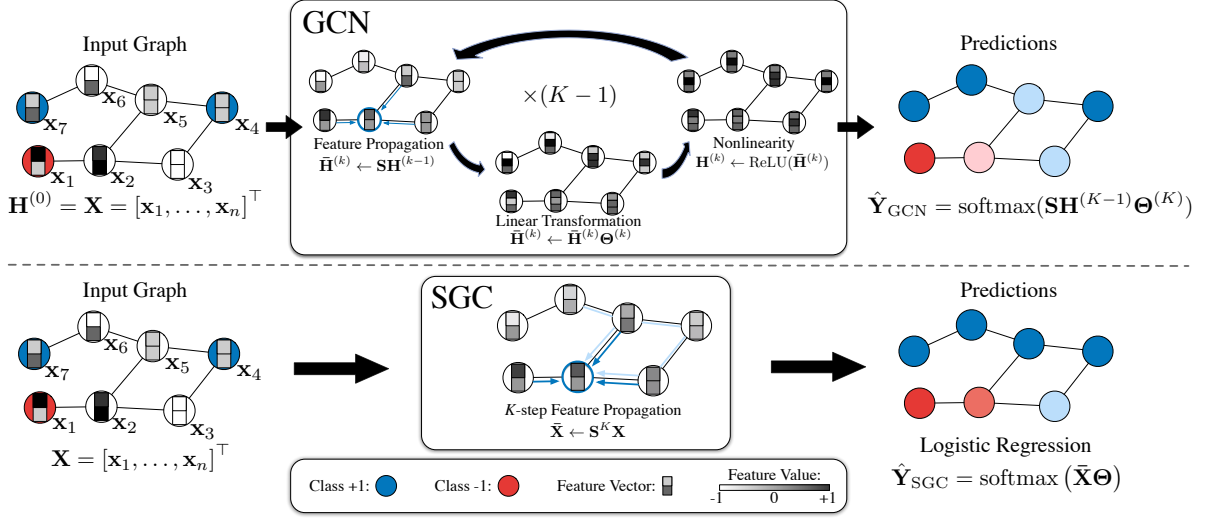 Input Graph
x₆
x₅
x₇
x₄
x₁
x₂
x₃
H⁽⁰⁾ = X = [x₁, . . . , xₙ]⊤
GCN
×(K − 1)
Feature Propagation
H̄⁽ᵏ⁾ ← SH⁽ᵏ⁻¹⁾
Linear Transformation
H̄⁽ᵏ⁾ ← H̄⁽ᵏ⁾Θ⁽ᵏ⁾
Nonlinearity
H⁽ᵏ⁾ ← ReLU(H̄⁽ᵏ⁾)
Predictions
Ŷ_GCN = softmax(SH⁽ᴷ⁻¹⁾Θ⁽ᴷ⁾)
Input Graph
x₆
x₅
x₇
x₄
x₁
x₂
x₃
X = [x₁, . . . , xₙ]⊤
SGC
K-step Feature Propagation
X̄ ← SᴷX
Predictions
Logistic Regression
Ŷ_SGC = softmax (X̄Θ)
Class +1:
Class -1:
Feature Vector:
Feature Value:
-1 0 +1